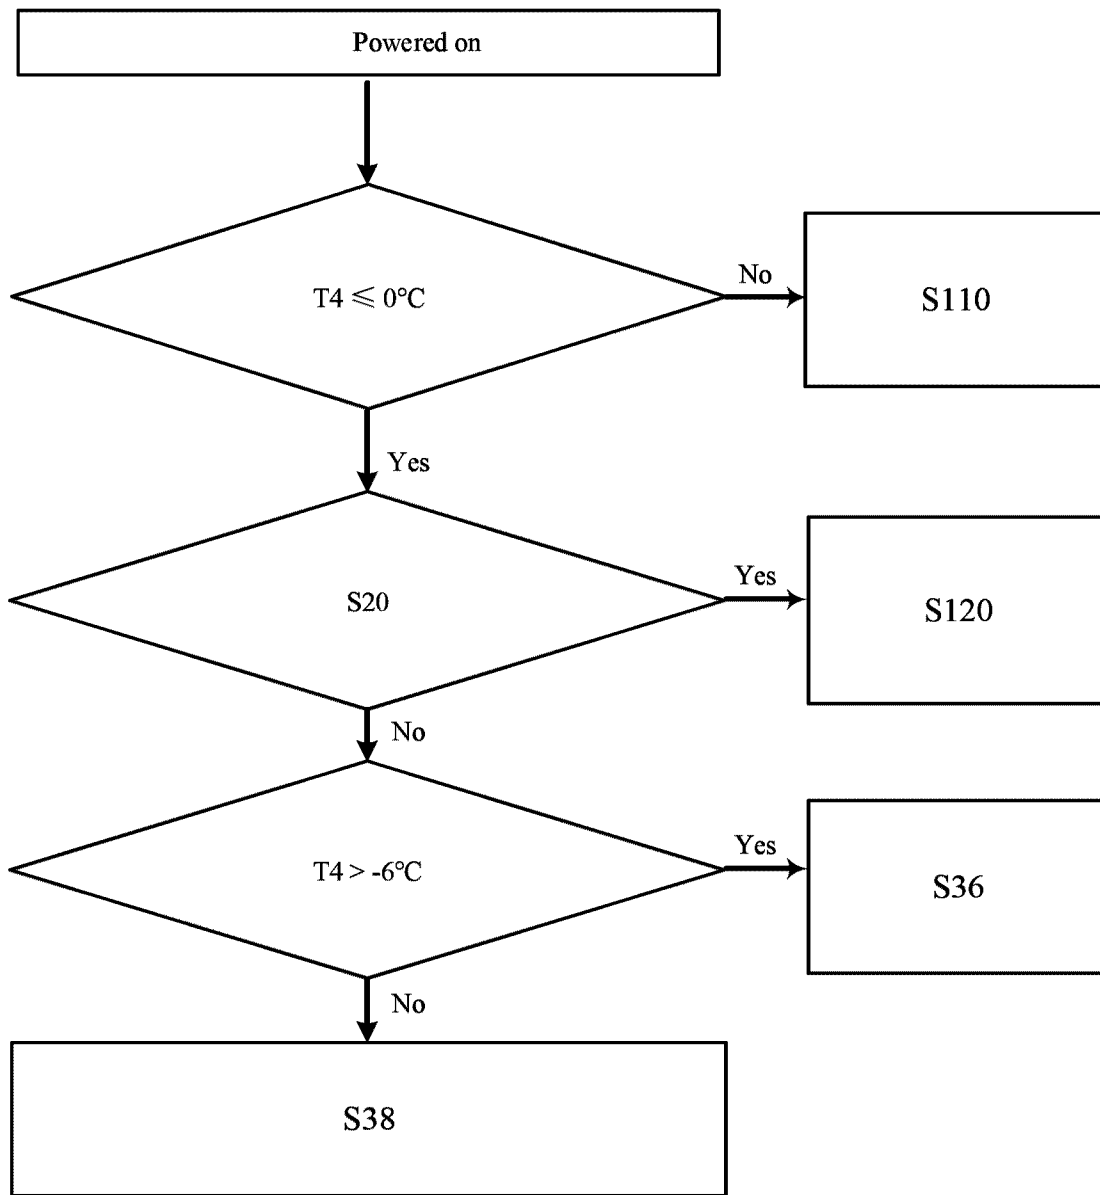 Powered on
T4 ≤ 0℃
No
S110
Yes
S20
Yes
S120
No
T4 > -6℃
Yes
S36
No
S38